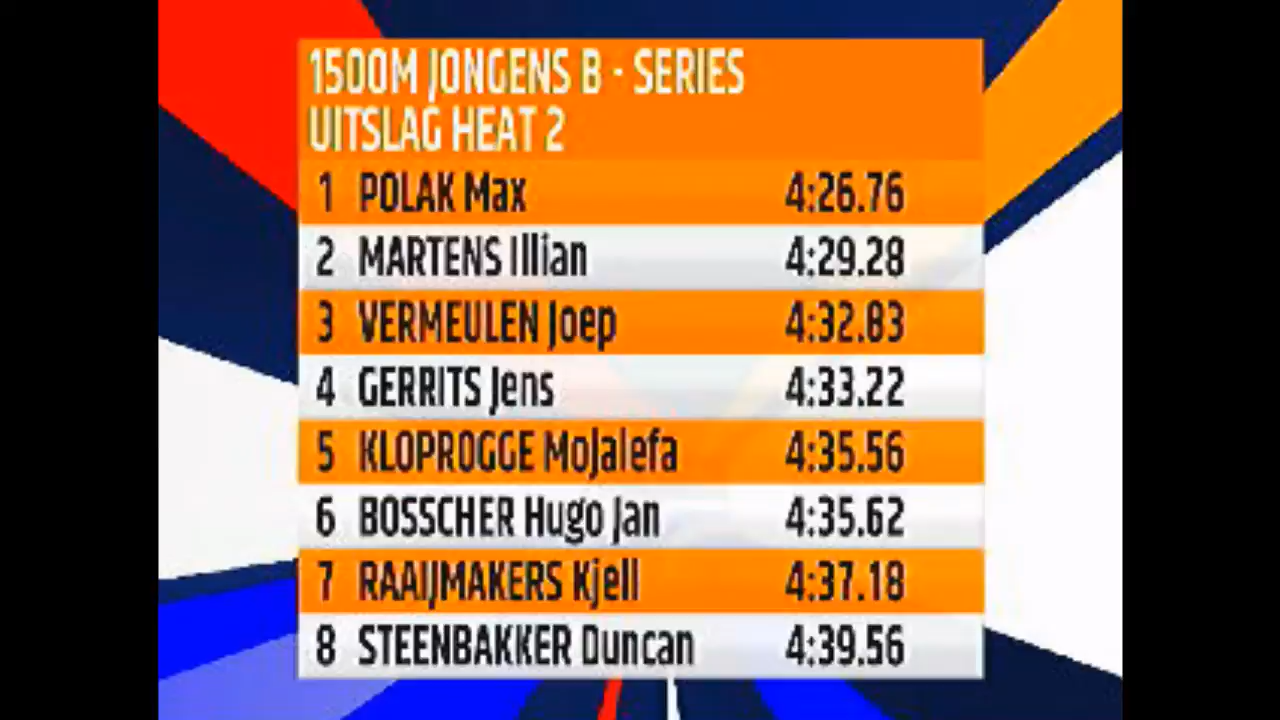 1500M JONGENS B - SERIES
UITSLAG HEAT 2
1 POLAK Max 4:26.76
2 MARTENS Illian 4:29.28
3 VERMEULEN Joep 4:32.83
4 GERRITS Jens 4:33.22
5 KLOPROGGE MoJalefa 4:35.56
6 BOSSCHER Hugo Jan 4:35.62
7 RAAIJMAKERS Kjell 4:37.18
8 STEENBAKKER Duncan 4:39.56